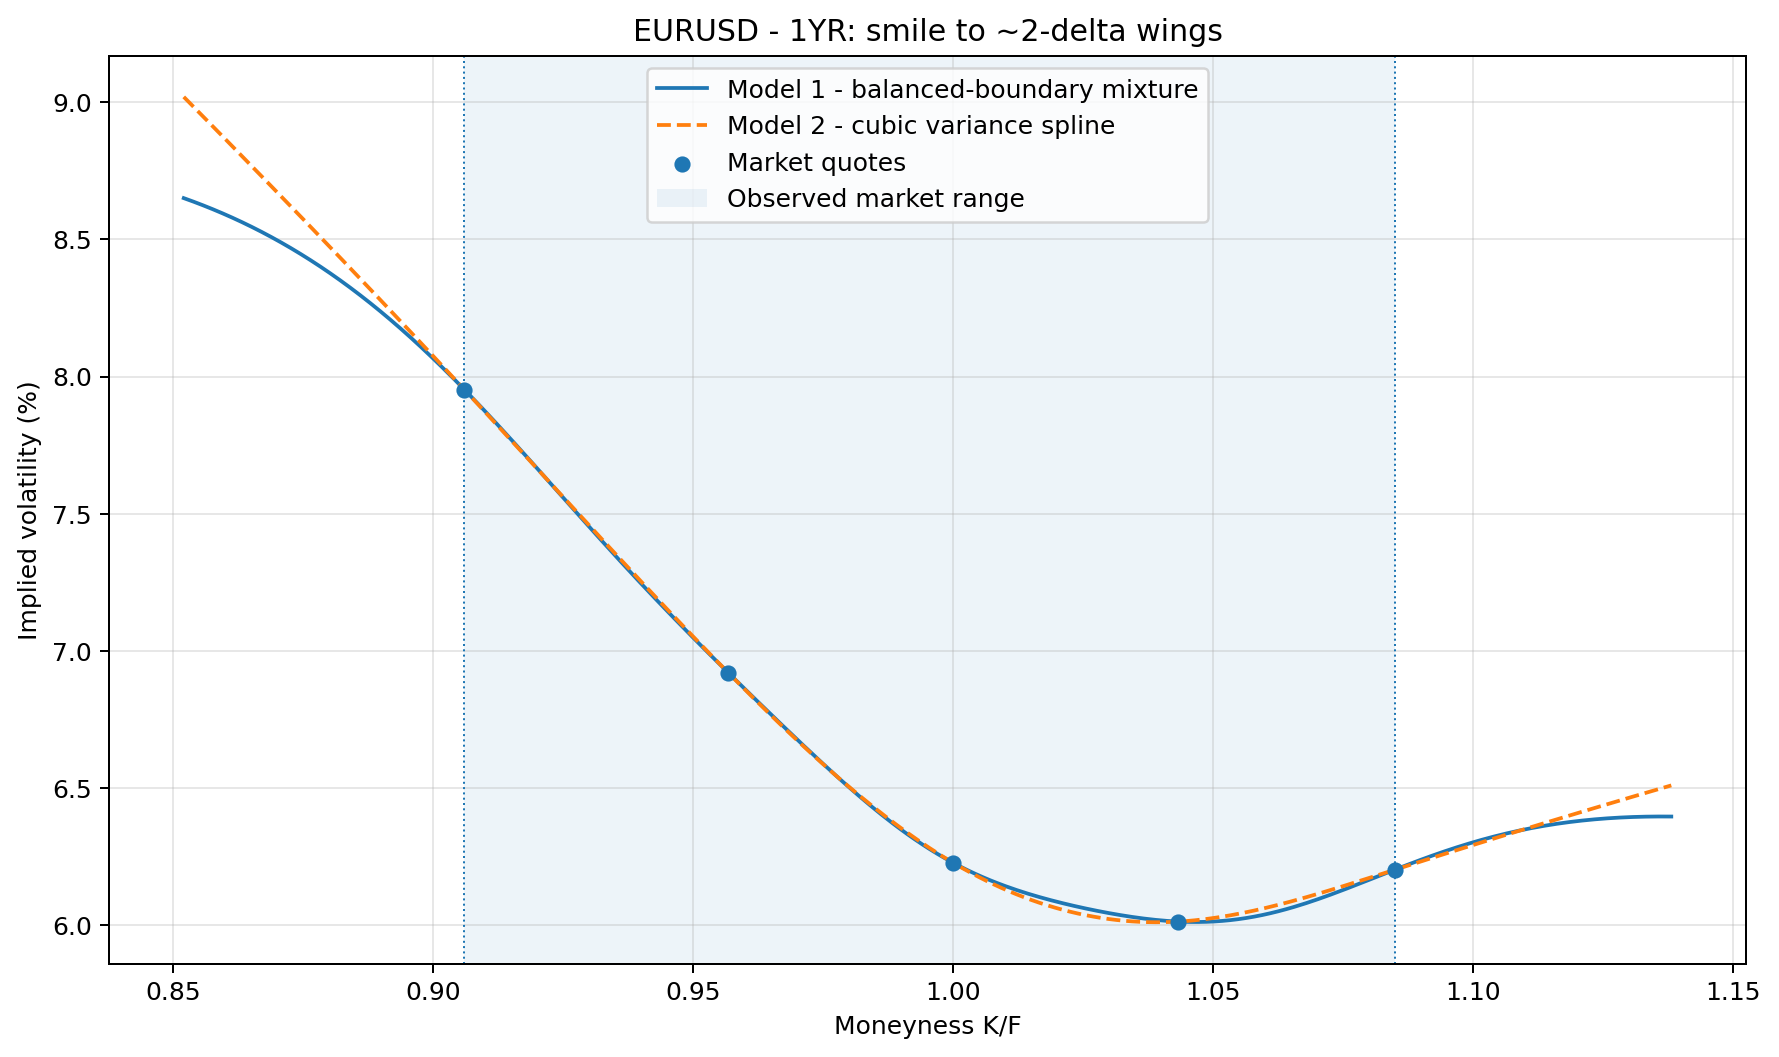 EURUSD - 1YR: smile to ~2-delta wings
Model 1 - balanced-boundary mixture
Model 2 - cubic variance spline
Market quotes
Observed market range
Implied volatility (%)
9.0
8.5
8.0
7.5
7.0
6.5
6.0
0.85 0.90 0.95 1.00 1.05 1.10 1.15
Moneyness K/F